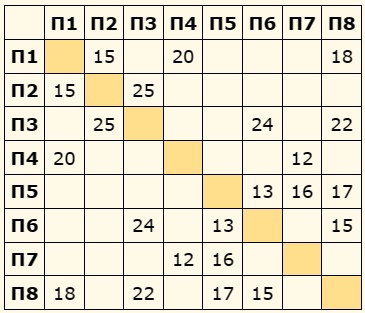 П1 П2 П3 П4 П5 П6 П7 П8
П1 15 20 18
П2 15 25
П3 25 24 22
П4 20 12
П5 13 16 17
П6 24 13 15
П7 12 16
П8 18 22 17 15